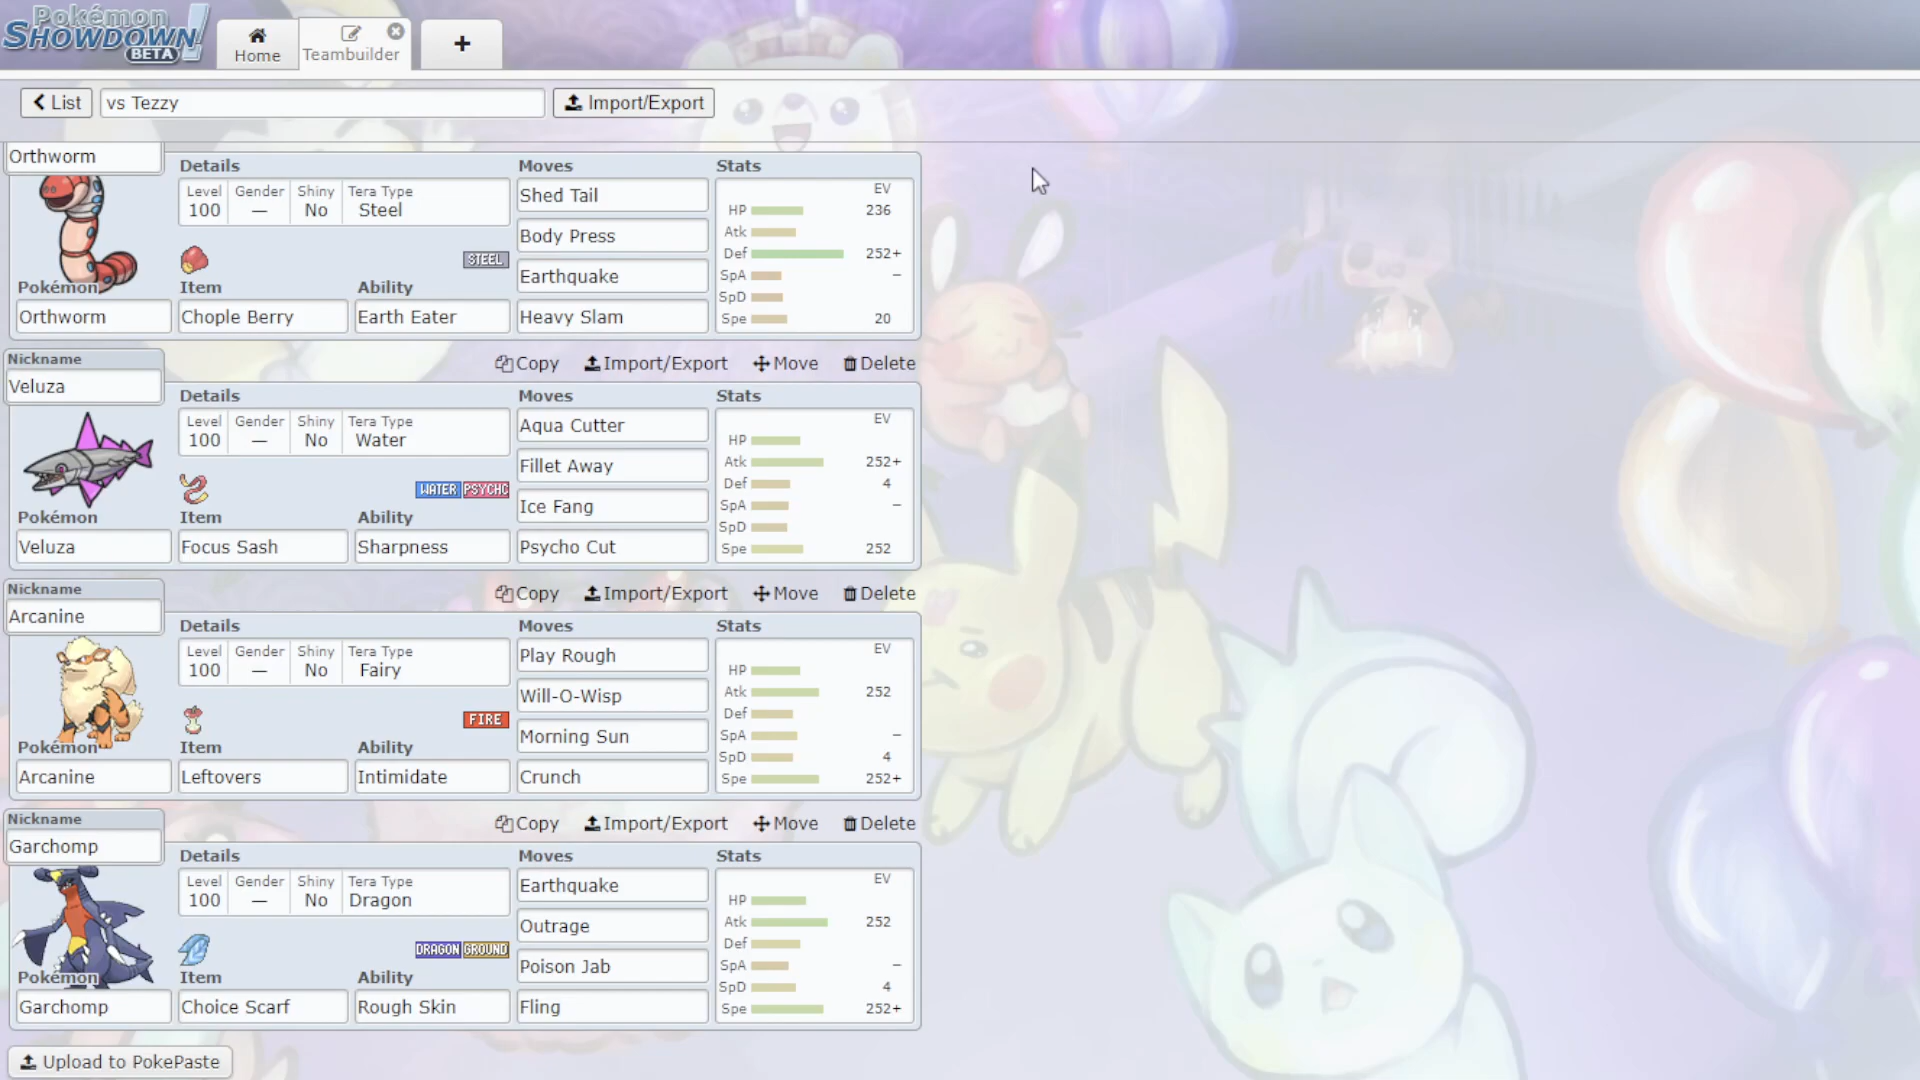 Pokémon
SHOWDOWN!
BETA
Home
Teambuilder
+
List
vs Tezzy
Import/Export
Orthworm
Details
Moves
Stats
Level Gender Shiny Tera Type
100 — No Steel
Shed Tail
Body Press
Earthquake
Heavy Slam
EV
HP 236
Atk
Def 252+
SpA –
SpD
Spe 20
STEEL
Pokémon Item Ability
Orthworm Chople Berry Earth Eater
Copy Import/Export Move Delete
Nickname
Veluza
Details
Moves
Stats
Level Gender Shiny Tera Type
100 — No Water
Aqua Cutter
Fillet Away
Ice Fang
Psycho Cut
EV
HP
Atk 252+
Def 4
SpA –
SpD
Spe 252
WATER PSYCHC
Pokémon Item Ability
Veluza Focus Sash Sharpness
Copy Import/Export Move Delete
Nickname
Arcanine
Details
Moves
Stats
Level Gender Shiny Tera Type
100 — No Fairy
Play Rough
Will-O-Wisp
Morning Sun
Crunch
EV
HP
Atk 252
Def
SpA –
SpD 4
Spe 252+
FIRE
Pokémon Item Ability
Arcanine Leftovers Intimidate
Copy Import/Export Move Delete
Nickname
Garchomp
Details
Moves
Stats
Level Gender Shiny Tera Type
100 — No Dragon
Earthquake
Outrage
Poison Jab
Fling
EV
HP
Atk 252
Def
SpA –
SpD 4
Spe 252+
DRAGON GROUND
Pokémon Item Ability
Garchomp Choice Scarf Rough Skin
Upload to PokePaste